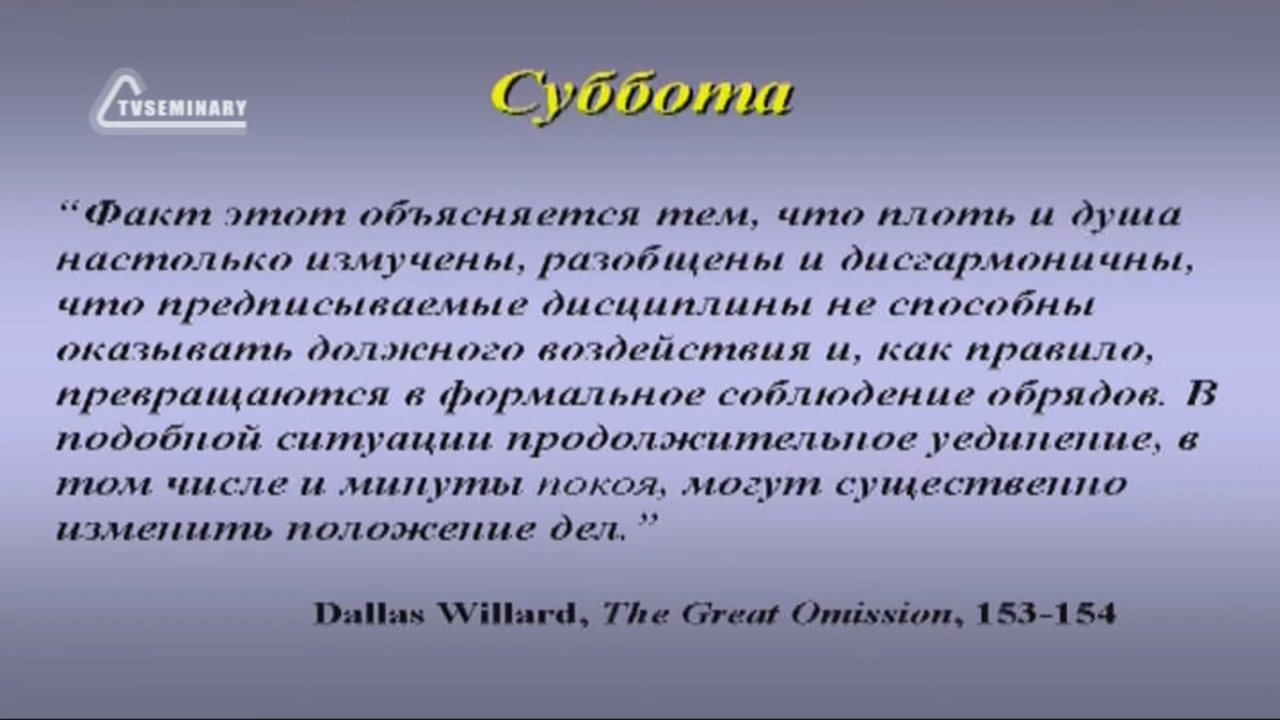 TVSEMINARY
Суббота
“Факт этот объясняется тем, что плоть и душа
настолько измучены, разобщены и дисгармоничны,
что предписываемые дисциплины не способны
оказывать должного воздействия и, как правило,
превращаются в формальное соблюдение обрядов. В
подобной ситуации продолжительное уединение, в
том числе и минуты покоя, могут существенно
изменить положение дел.”
Dallas Willard, The Great Omission, 153-154